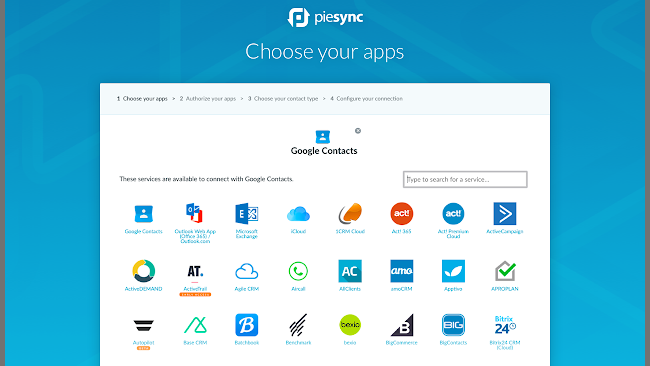 piesync
Choose your apps
1 Choose your apps > 2 Authorize your apps > 3 Choose your contact type > 4 Configure your connection
Google Contacts
These services are available to connect with Google Contacts.
Type to search for a service...
Google Contacts
Outlook Web App
(Office 365) /
Outlook.com
Microsoft
Exchange
iCloud
1CRM Cloud
act!
Act! 365
act!
Act! Premium
Cloud
ActiveCampaign
ActiveDEMAND
AT.
ActiveTrail
Agile CRM
Aircall
AC
AllClients
amo
amoCRM
Apptivo
APROPLAN
Autopilot
Base CRM
B
Batchbook
Benchmark
bexio
bexio
B
BigCommerce
BIG
BigContacts
Bitrix
24
Bitrix24 CRM
(Cloud)